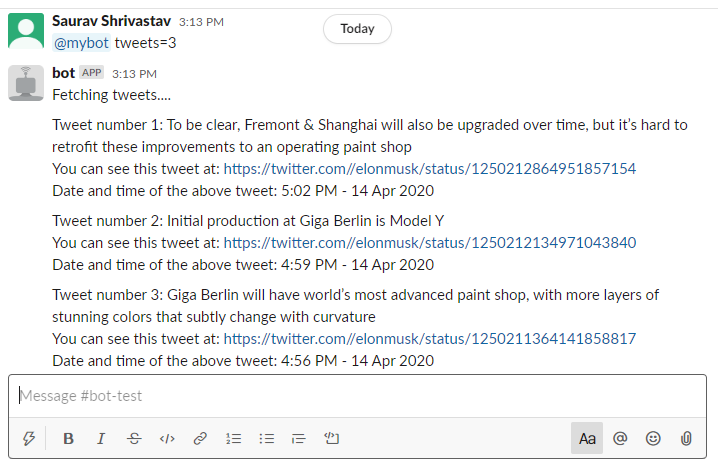 Saurav Shrivastav 3:13 PM
Today
@mybot tweets=3
bot APP 3:13 PM
Fetching tweets....
Tweet number 1: To be clear, Fremont & Shanghai will also be upgraded over time, but it's hard to
retrofit these improvements to an operating paint shop
You can see this tweet at: https://twitter.com//elonmusk/status/1250212864951857154
Date and time of the above tweet: 5:02 PM - 14 Apr 2020
Tweet number 2: Initial production at Giga Berlin is Model Y
You can see this tweet at: https://twitter.com//elonmusk/status/1250212134971043840
Date and time of the above tweet: 4:59 PM - 14 Apr 2020
Tweet number 3: Giga Berlin will have world's most advanced paint shop, with more layers of
stunning colors that subtly change with curvature
You can see this tweet at: https://twitter.com//elonmusk/status/1250211364141858817
Date and time of the above tweet: 4:56 PM - 14 Apr 2020
Message #bot-test
B I S </> Aa @